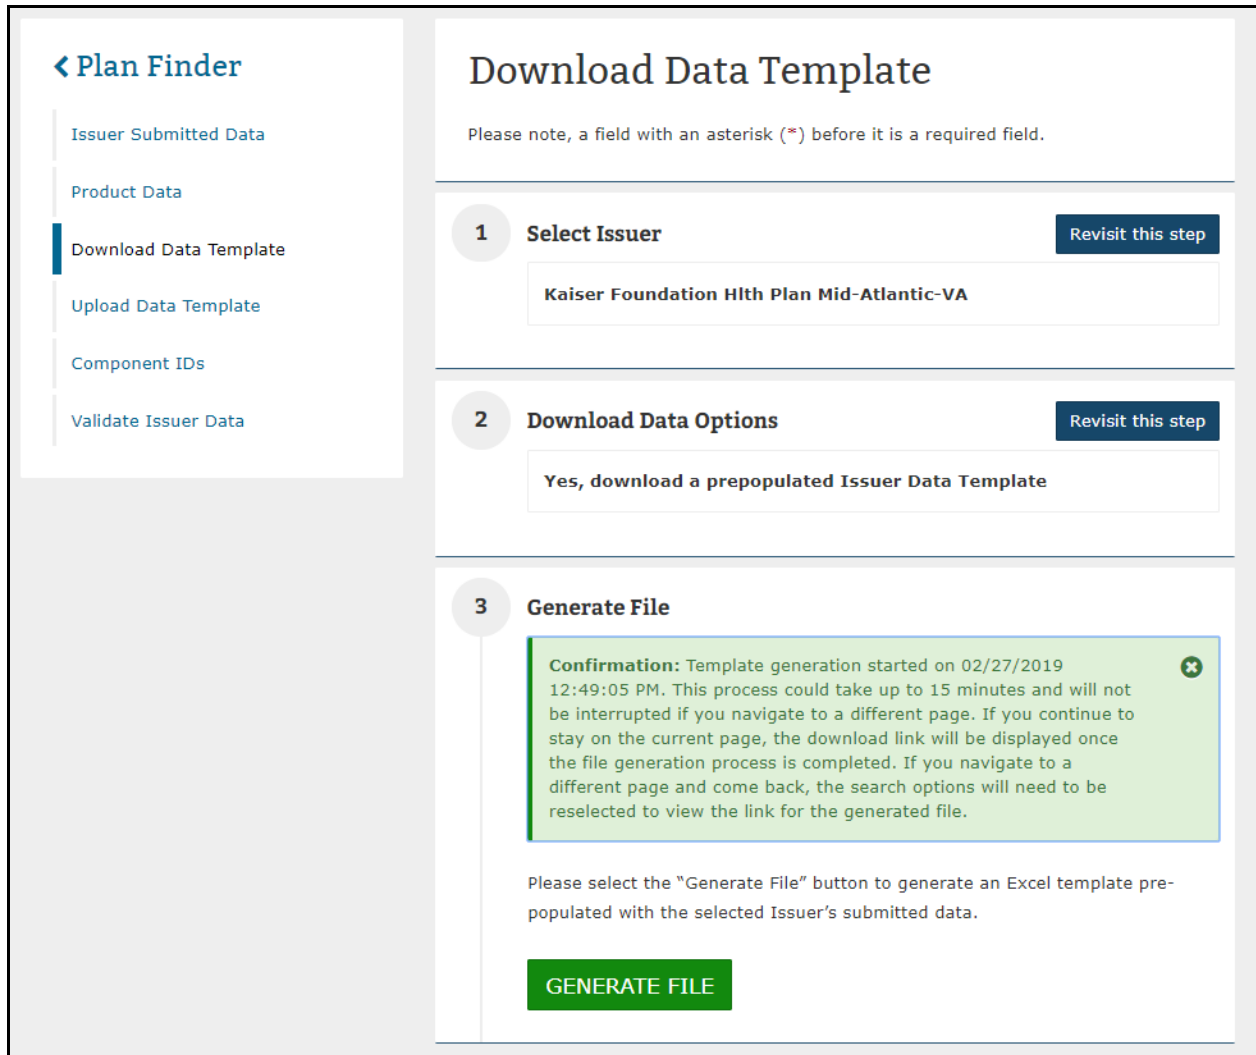 Plan Finder
Issuer Submitted Data
Product Data
Download Data Template
Upload Data Template
Component IDs
Validate Issuer Data
Download Data Template
Please note, a field with an asterisk (*) before it is a required field.
1 Select Issuer Revisit this step
Kaiser Foundation Hlth Plan Mid-Atlantic-VA
2 Download Data Options Revisit this step
Yes, download a prepopulated Issuer Data Template
3 Generate File
Confirmation: Template generation started on 02/27/2019
12:49:05 PM. This process could take up to 15 minutes and will not
be interrupted if you navigate to a different page. If you continue to
stay on the current page, the download link will be displayed once
the file generation process is completed. If you navigate to a
different page and come back, the search options will need to be
reselected to view the link for the generated file.
Please select the “Generate File” button to generate an Excel template pre-
populated with the selected Issuer’s submitted data.
GENERATE FILE